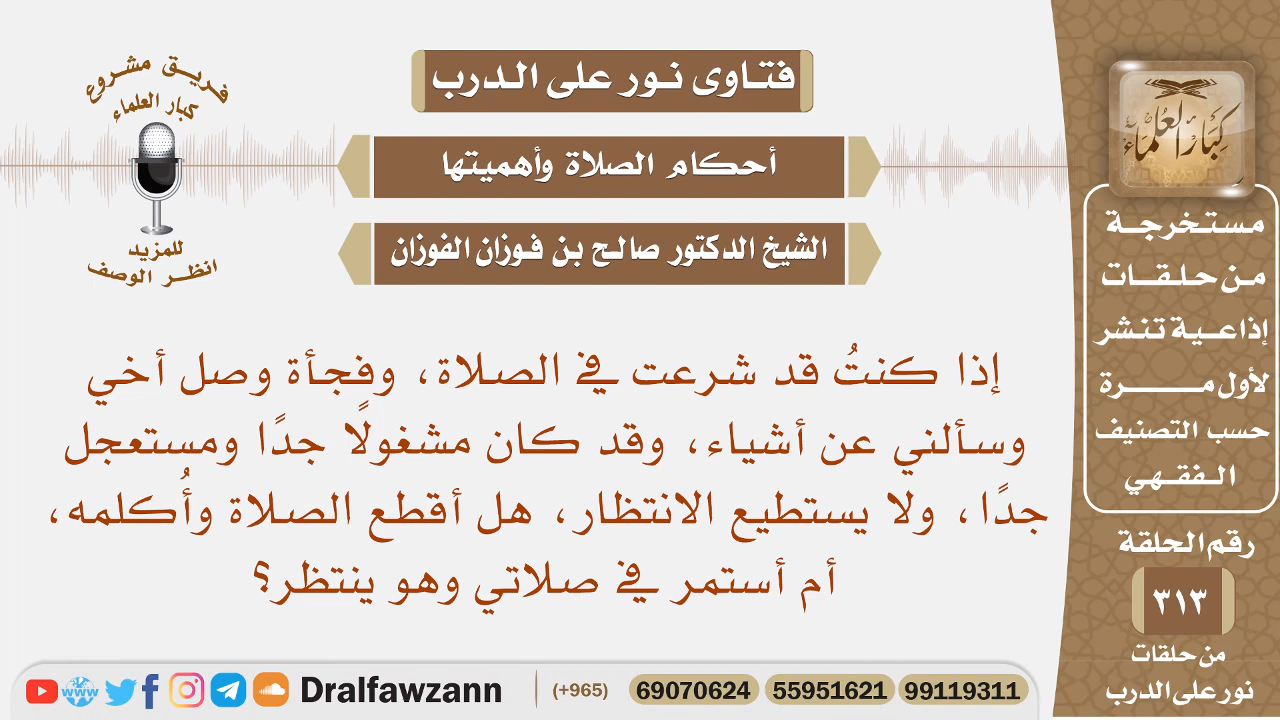 فتاوى نور على الدرب
أحكام الصلاة وأهميتها
الشيخ الدكتور صالح بن فوزان الفوزان
إذا كنتُ قد شرعت في الصلاة، وفجأة وصل أخي
وسألني عن أشياء، وقد كان مشغولًا جدًا ومستعجل
جدًا، ولا يستطيع الانتظار، هل أقطع الصلاة وأُكلمه،
أم أستمر في صلاتي وهو ينتظر؟
كبار العلماء
مستخرجة
من حلقات
إذاعية تنشر
لأول مرة
حسب التصنيف
الفقهي
رقم الحلقة
٣١٣
من حلقات
نور على الدرب
فريق مشروع
كبار العلماء
للمزيد
انظر الوصف
www
Dralfawzann
(+965) 69070624 55951621 99119311